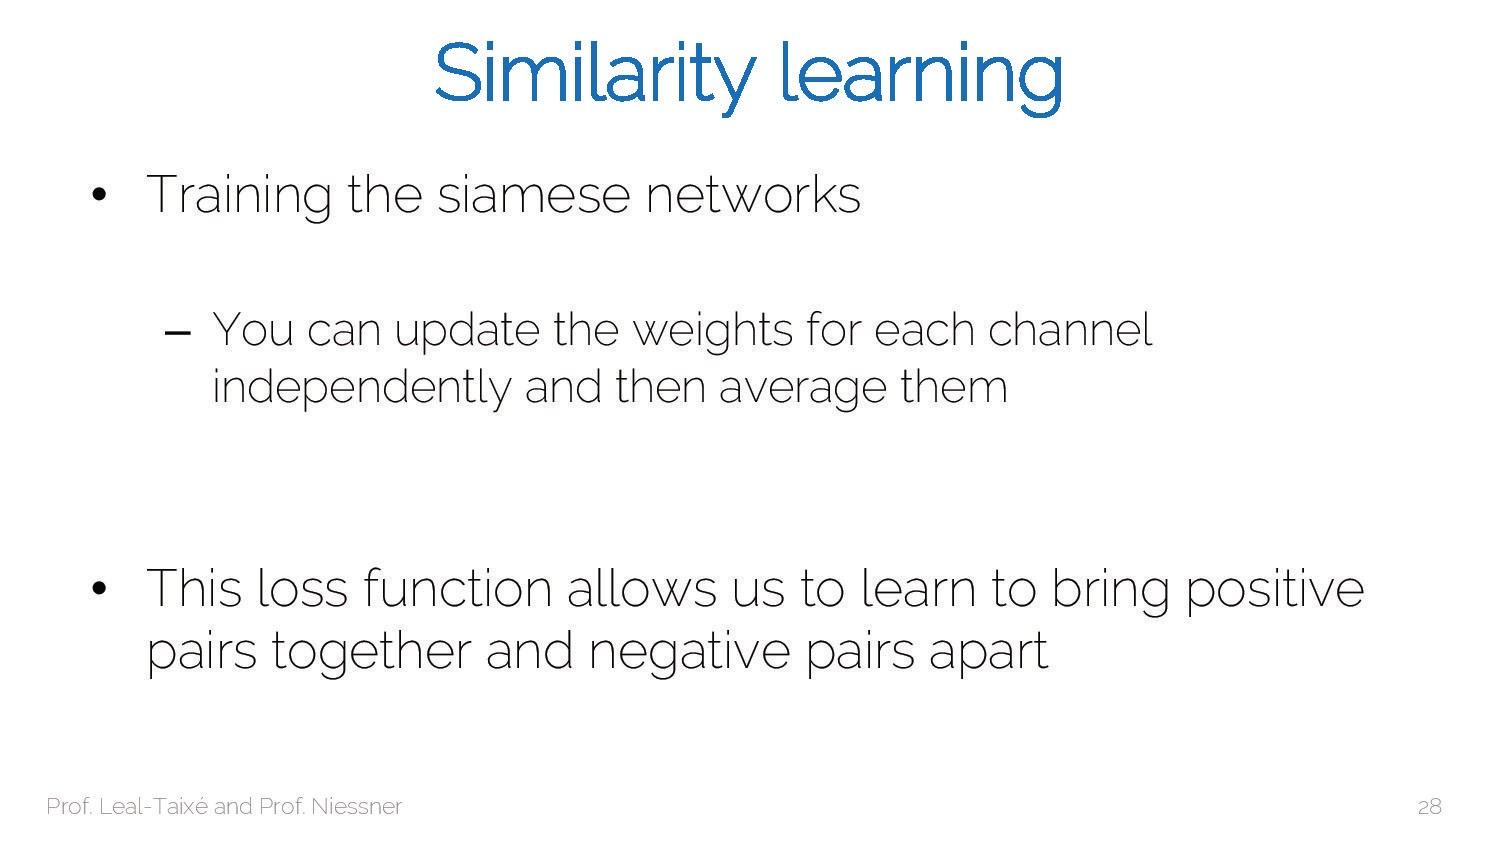 Similarity learning
• Training the siamese networks
– You can update the weights for each channel
independently and then average them
• This loss function allows us to learn to bring positive
pairs together and negative pairs apart
Prof. Leal-Taixé and Prof. Niessner
28